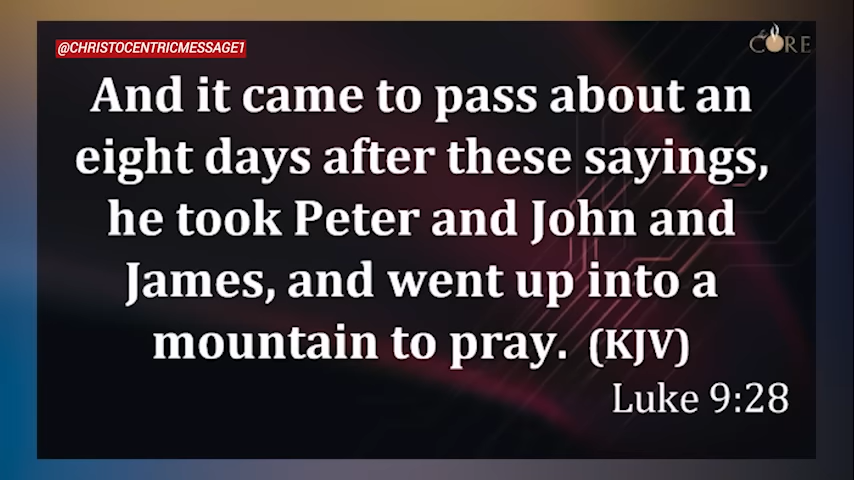 @CHRISTOCENTRICMESSAGE1
CORE
And it came to pass about an
eight days after these sayings,
he took Peter and John and
James, and went up into a
mountain to pray. (KJV)
Luke 9:28